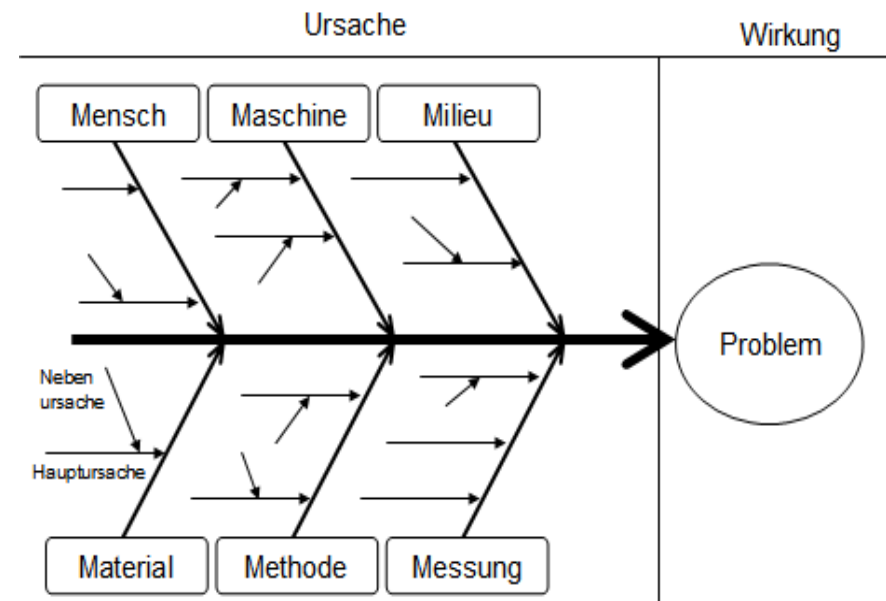 Ursache
Wirkung
Mensch
Maschine
Milieu
Problem
Neben
ursache
Hauptursache
Material
Methode
Messung